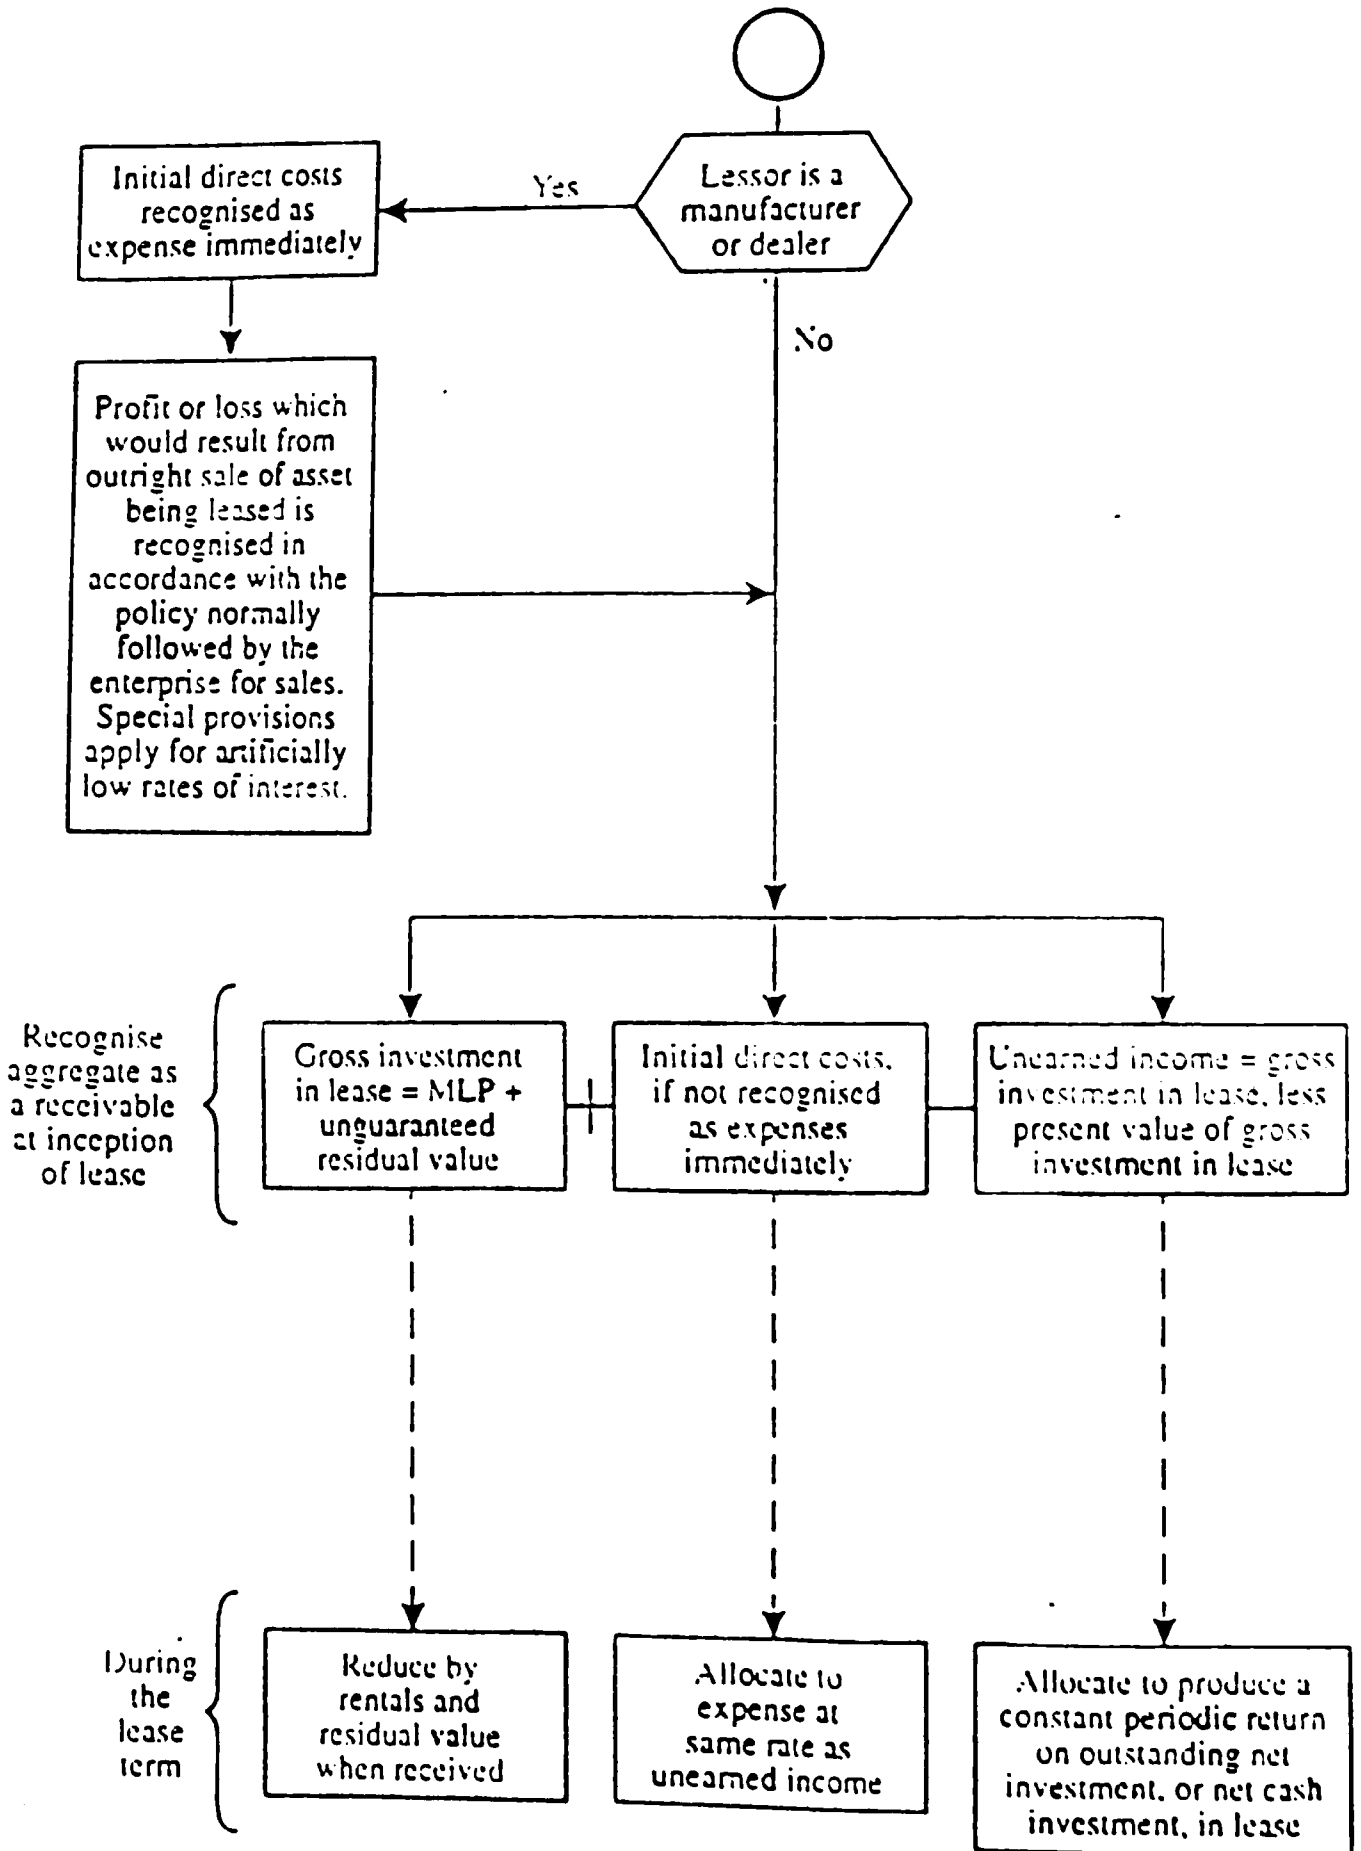 Lessor is a
manufacturer
or dealer
Yes
No
Initial direct costs
recognised as
expense immediately
Profit or loss which
would result from
outright sale of asset
being leased is
recognised in
accordance with the
policy normally
followed by the
enterprise for sales.
Special provisions
apply for artificially
low rates of interest.
Recognise
aggregate as
a receivable
at inception
of lease
Gross investment
in lease = MLP +
unguaranteed
residual value
+
Initial direct costs,
if not recognised
as expenses
immediately
Unearned income = gross
investment in lease, less
present value of gross
investment in lease
During
the
lease
term
Reduce by
rentals and
residual value
when received
Allocate to
expense at
same rate as
unearned income
Allocate to produce a
constant periodic return
on outstanding net
investment, or net cash
investment, in lease